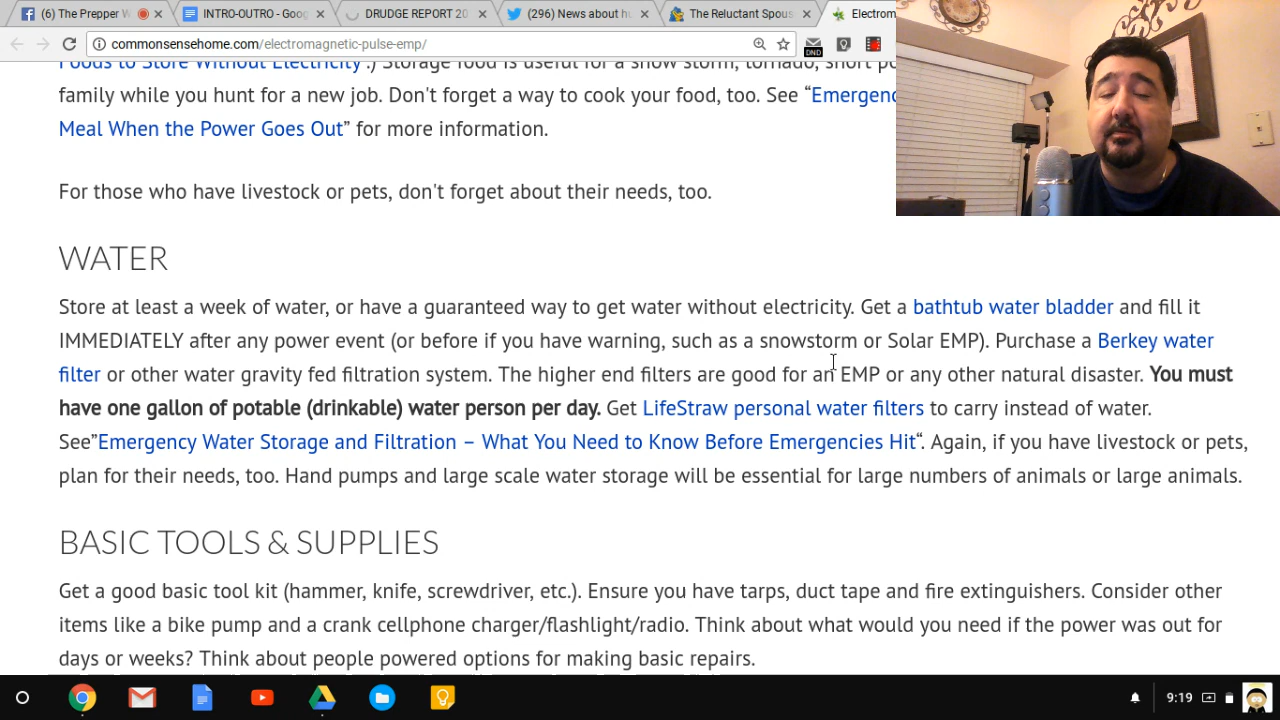 (6) The Prepper W
INTRO-OUTRO - Goog
DRUDGE REPORT 20
(296) News about hu
The Reluctant Spous
Electrom
commonsensehome.com/electromagnetic-pulse-emp/
DND
Foods to Store Without Electricity".) Storage food is useful for a snow storm, tornado, short po
family while you hunt for a new job. Don't forget a way to cook your food, too. See “Emergenc
Meal When the Power Goes Out” for more information.
For those who have livestock or pets, don't forget about their needs, too.
WATER
Store at least a week of water, or have a guaranteed way to get water without electricity. Get a bathtub water bladder and fill it
IMMEDIATELY after any power event (or before if you have warning, such as a snowstorm or Solar EMP). Purchase a Berkey water
filter or other water gravity fed filtration system. The higher end filters are good for an EMP or any other natural disaster. You must
have one gallon of potable (drinkable) water person per day. Get LifeStraw personal water filters to carry instead of water.
See”Emergency Water Storage and Filtration – What You Need to Know Before Emergencies Hit“. Again, if you have livestock or pets,
plan for their needs, too. Hand pumps and large scale water storage will be essential for large numbers of animals or large animals.
BASIC TOOLS & SUPPLIES
Get a good basic tool kit (hammer, knife, screwdriver, etc.). Ensure you have tarps, duct tape and fire extinguishers. Consider other
items like a bike pump and a crank cellphone charger/flashlight/radio. Think about what would you need if the power was out for
days or weeks? Think about people powered options for making basic repairs.
9:19